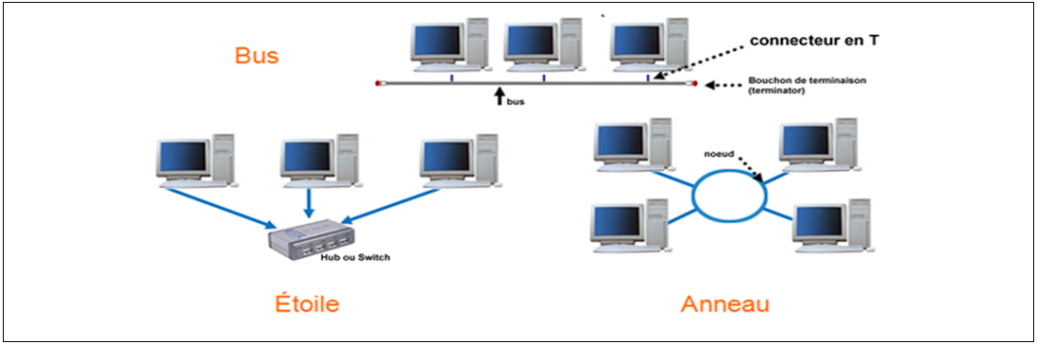 Bus
connecteur en T
Bouchon de terminaison
(terminator)
bus
noeud
Hub ou Switch
Étoile
Anneau